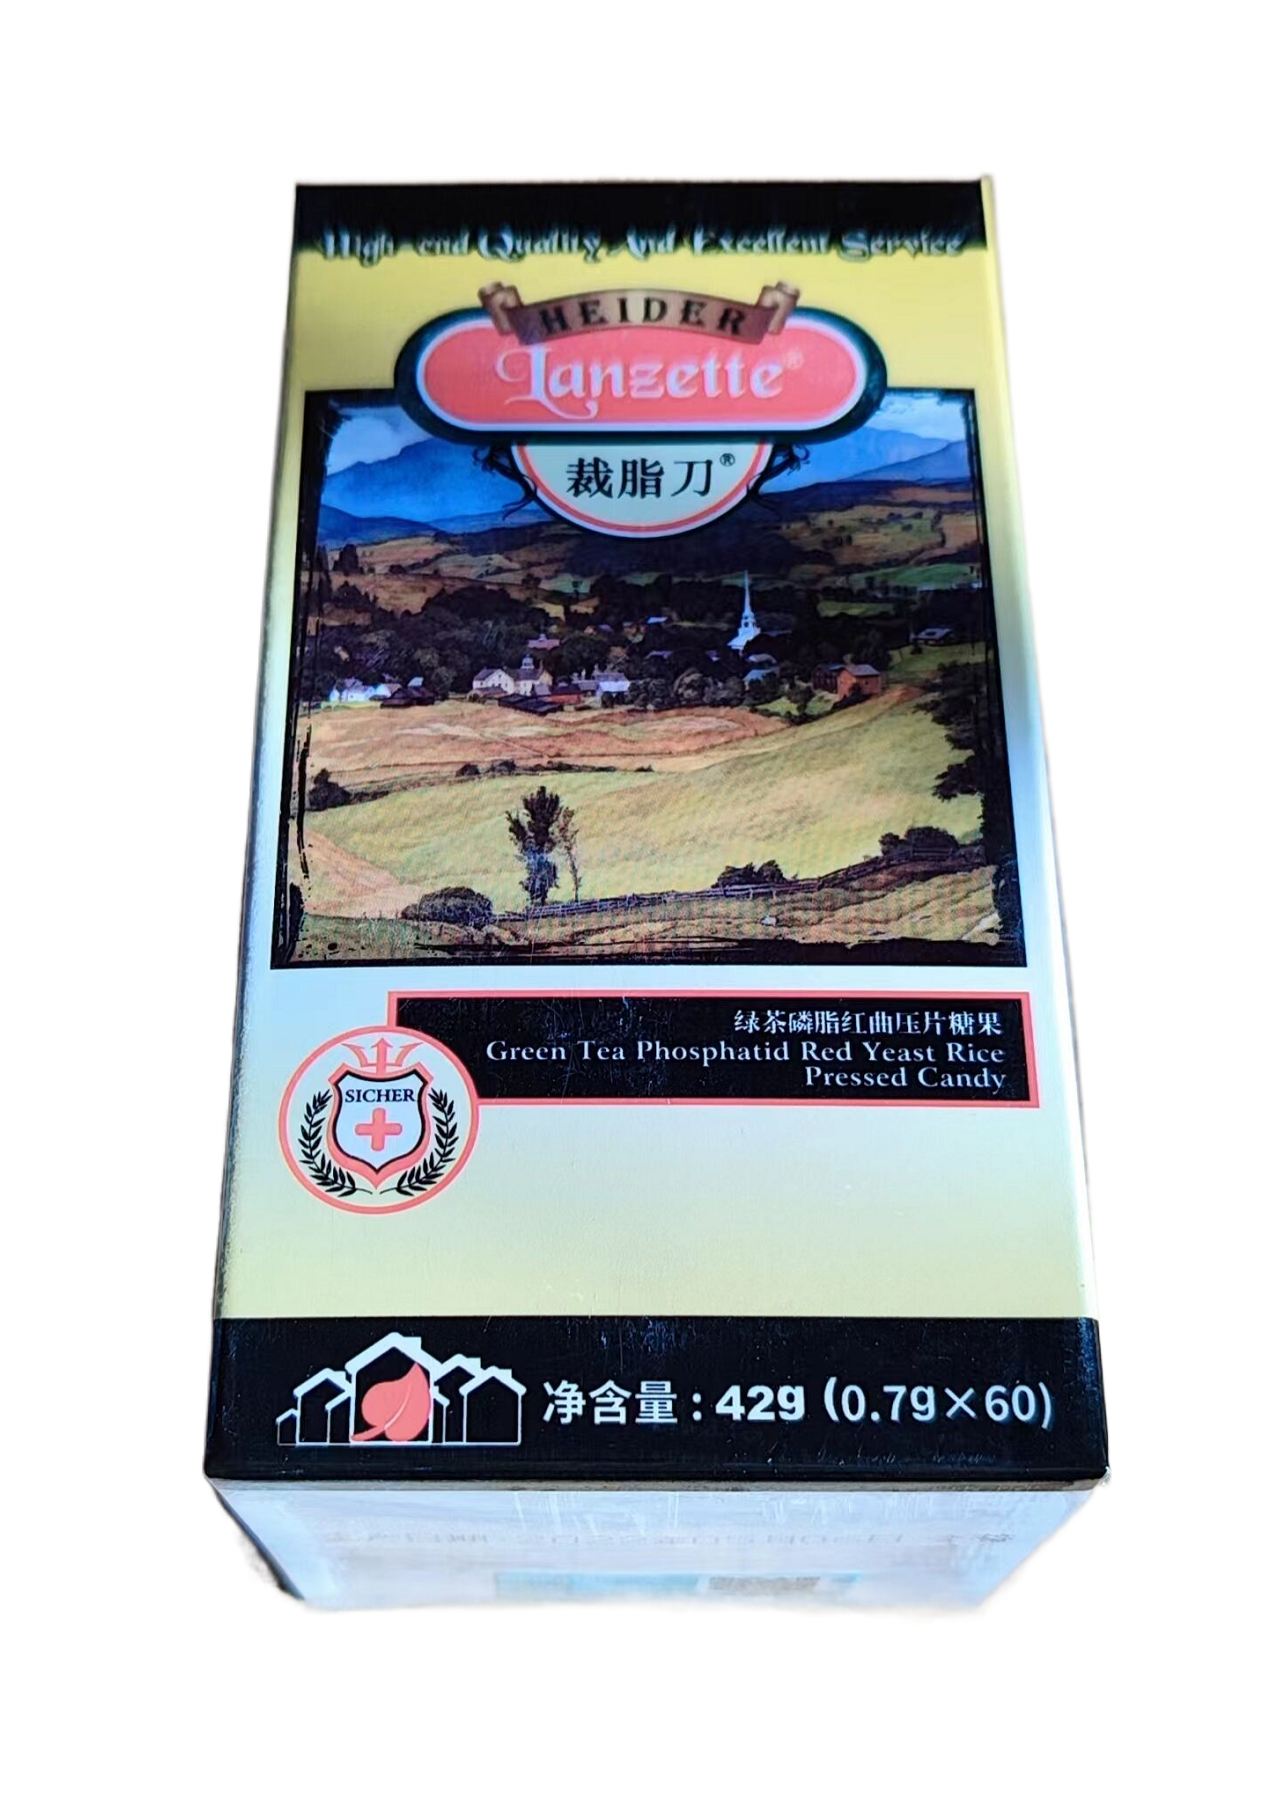 High-end Quality And Excellent Service
HEIDER
Lanzette®
裁脂刀®
绿茶磷脂红曲压片糖果
Green Tea Phosphatid Red Yeast Rice
Pressed Candy
SICHER
净含量:42g (0.7g×60)